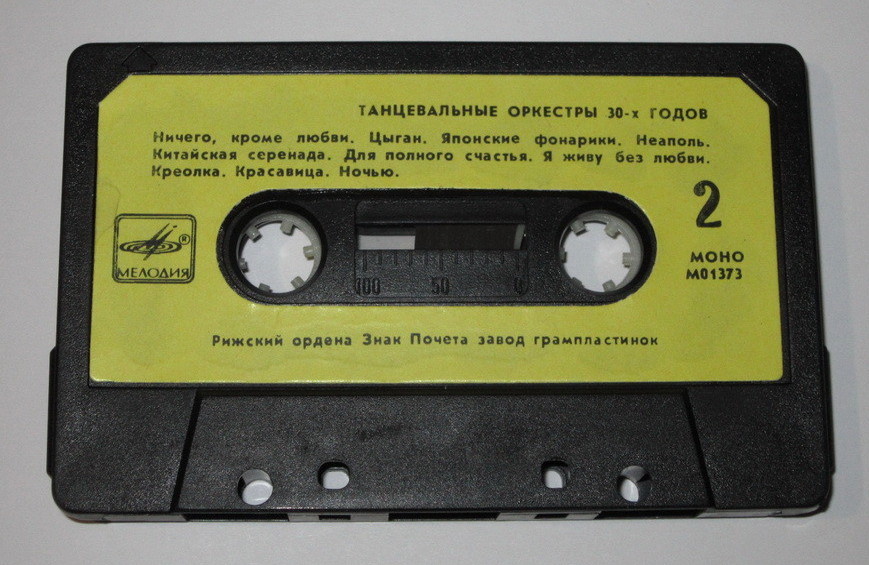 ТАНЦЕВАЛЬНЫЕ ОРКЕСТРЫ 30-х ГОДОВ
Ничего, кроме любви. Цыган. Японские фонарики. Неаполь.
Китайская серенада. Для полного счастья. Я живу без любви.
Креолка. Красавица. Ночью.
2
® МЕЛОДИЯ
МОНО
М01373
100 50 0
Рижский ордена Знак Почета завод грампластинок